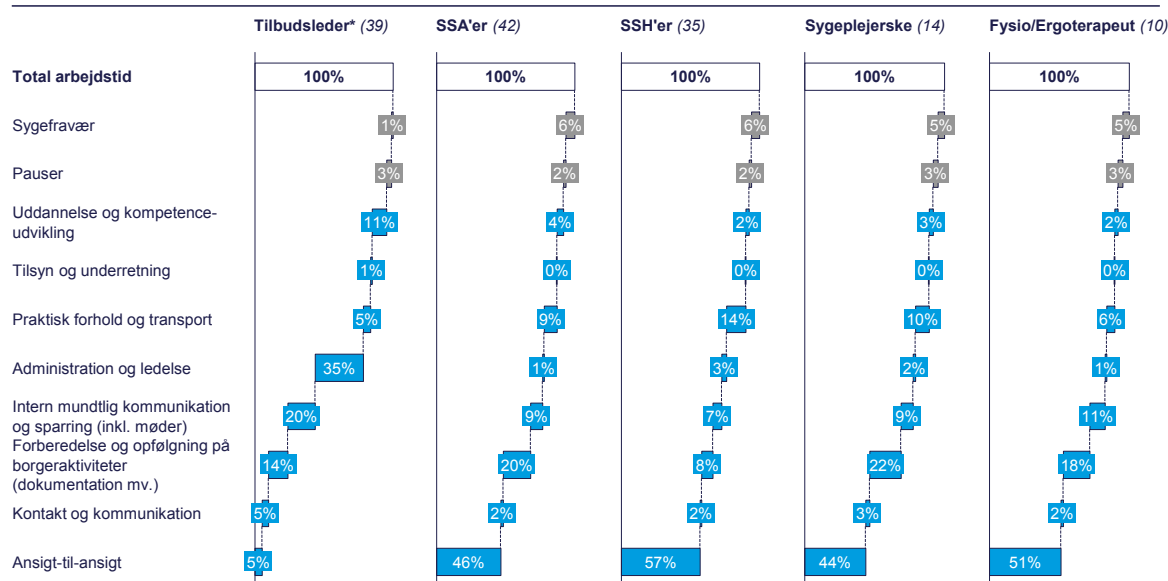 Tilbudsleder* (39) SSA'er (42) SSH'er (35) Sygeplejerske (14) Fysio/Ergoterapeut (10)
Total arbejdstid 100% 100% 100% 100% 100%
Sygefravær 1% 6% 6% 5% 5%
Pauser 3% 2% 2% 3% 3%
Uddannelse og kompetence-
udvikling 11% 4% 2% 3% 2%
Tilsyn og underretning 1% 0% 0% 0% 0%
Praktisk forhold og transport 5% 9% 14% 10% 6%
Administration og ledelse 35% 1% 3% 2% 1%
Intern mundtlig kommunikation
og sparring (inkl. møder) 20% 9% 7% 9% 11%
Forberedelse og opfølgning på
borgeraktiviteter 14% 20% 8% 22% 18%
(dokumentation mv.)
Kontakt og kommunikation 5% 2% 2% 3% 2%
Ansigt-til-ansigt 5% 46% 57% 44% 51%